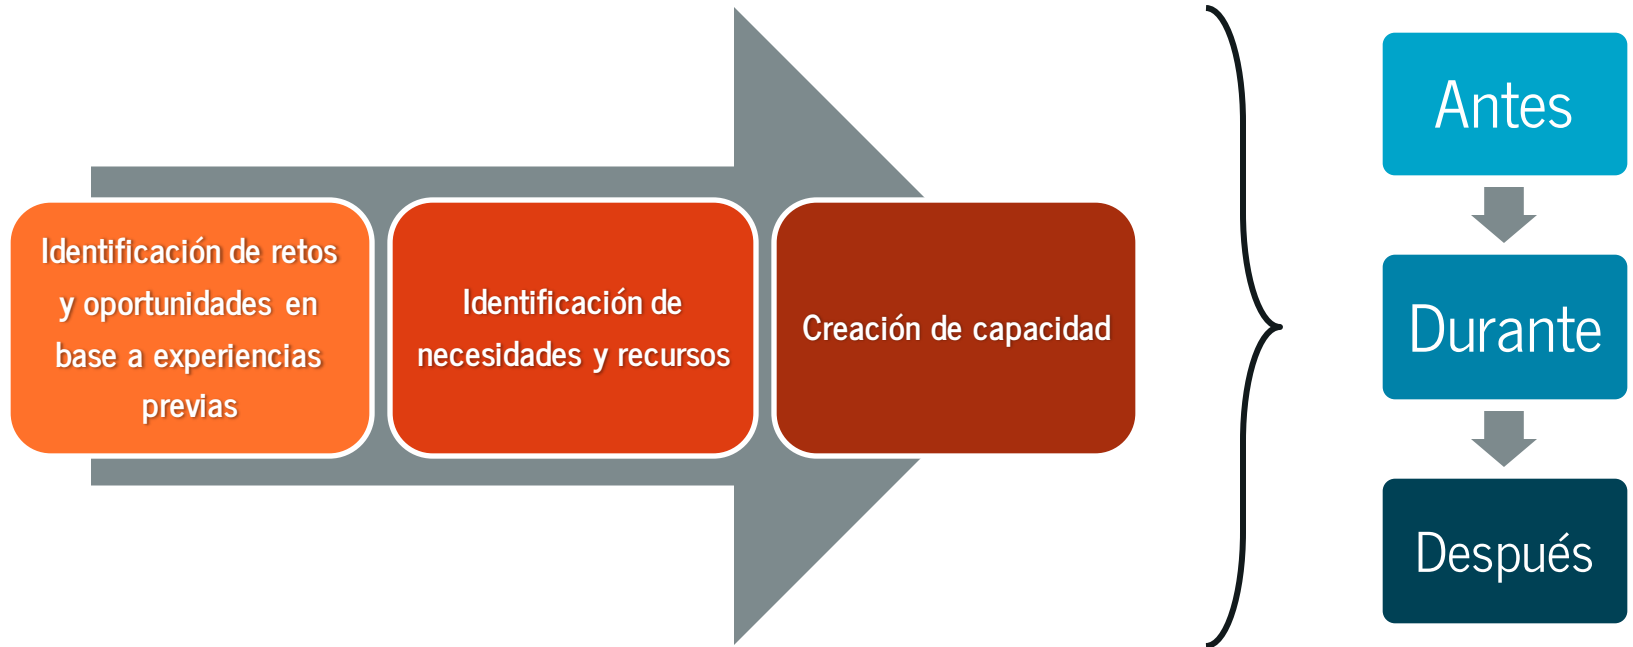 Identificación de retos
y oportunidades en
base a experiencias
previas
Identificación de
necesidades y recursos
Creación de capacidad
Antes
Durante
Después